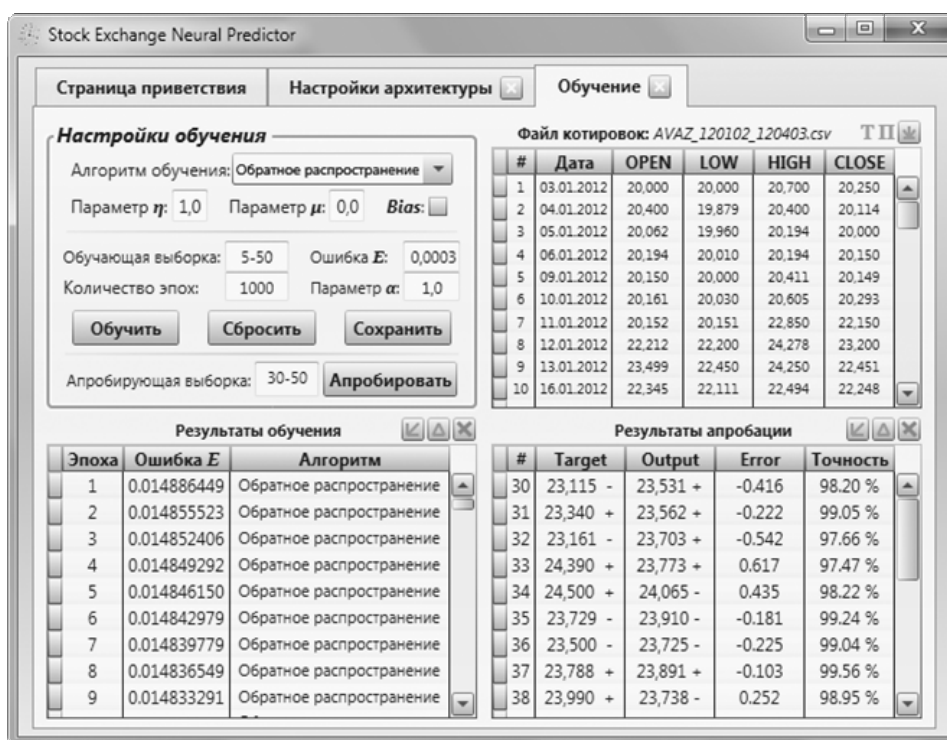 Stock Exchange Neural Predictor
Страница приветствия Настройки архитектуры Обучение
Настройки обучения
Алгоритм обучения: Обратное распространение
Параметр η: 1,0 Параметр μ: 0,0 Bias:
Обучающая выборка: 5-50 Ошибка E: 0,0003
Количество эпох: 1000 Параметр α: 1,0
Обучить Сбросить Сохранить
Апробирующая выборка: 30-50 Апробировать
Файл котировок: AVAZ_120102_120403.csv Т П
# Дата OPEN LOW HIGH CLOSE
1 03.01.2012 20,000 20,000 20,700 20,250
2 04.01.2012 20,400 19,879 20,400 20,114
3 05.01.2012 20,062 19,960 20,194 20,000
4 06.01.2012 20,194 20,010 20,194 20,150
5 09.01.2012 20,150 20,000 20,411 20,149
6 10.01.2012 20,161 20,030 20,605 20,293
7 11.01.2012 20,152 20,151 22,850 22,150
8 12.01.2012 22,212 22,200 24,278 23,200
9 13.01.2012 23,499 22,450 24,250 22,451
10 16.01.2012 22,345 22,111 22,494 22,248
Результаты обучения
Эпоха Ошибка E Алгоритм
1 0.014886449 Обратное распространение
2 0.014855523 Обратное распространение
3 0.014852406 Обратное распространение
4 0.014849292 Обратное распространение
5 0.014846150 Обратное распространение
6 0.014842979 Обратное распространение
7 0.014839779 Обратное распространение
8 0.014836549 Обратное распространение
9 0.014833291 Обратное распространение
Результаты апробации
# Target Output Error Точность
30 23,115 - 23,531 + -0.416 98.20 %
31 23,340 + 23,562 + -0.222 99.05 %
32 23,161 - 23,703 + -0.542 97.66 %
33 24,390 + 23,773 + 0.617 97.47 %
34 24,500 + 24,065 - 0.435 98.22 %
35 23,729 - 23,910 - -0.181 99.24 %
36 23,500 - 23,725 - -0.225 99.04 %
37 23,788 + 23,891 + -0.103 99.56 %
38 23,990 + 23,738 - 0.252 98.95 %